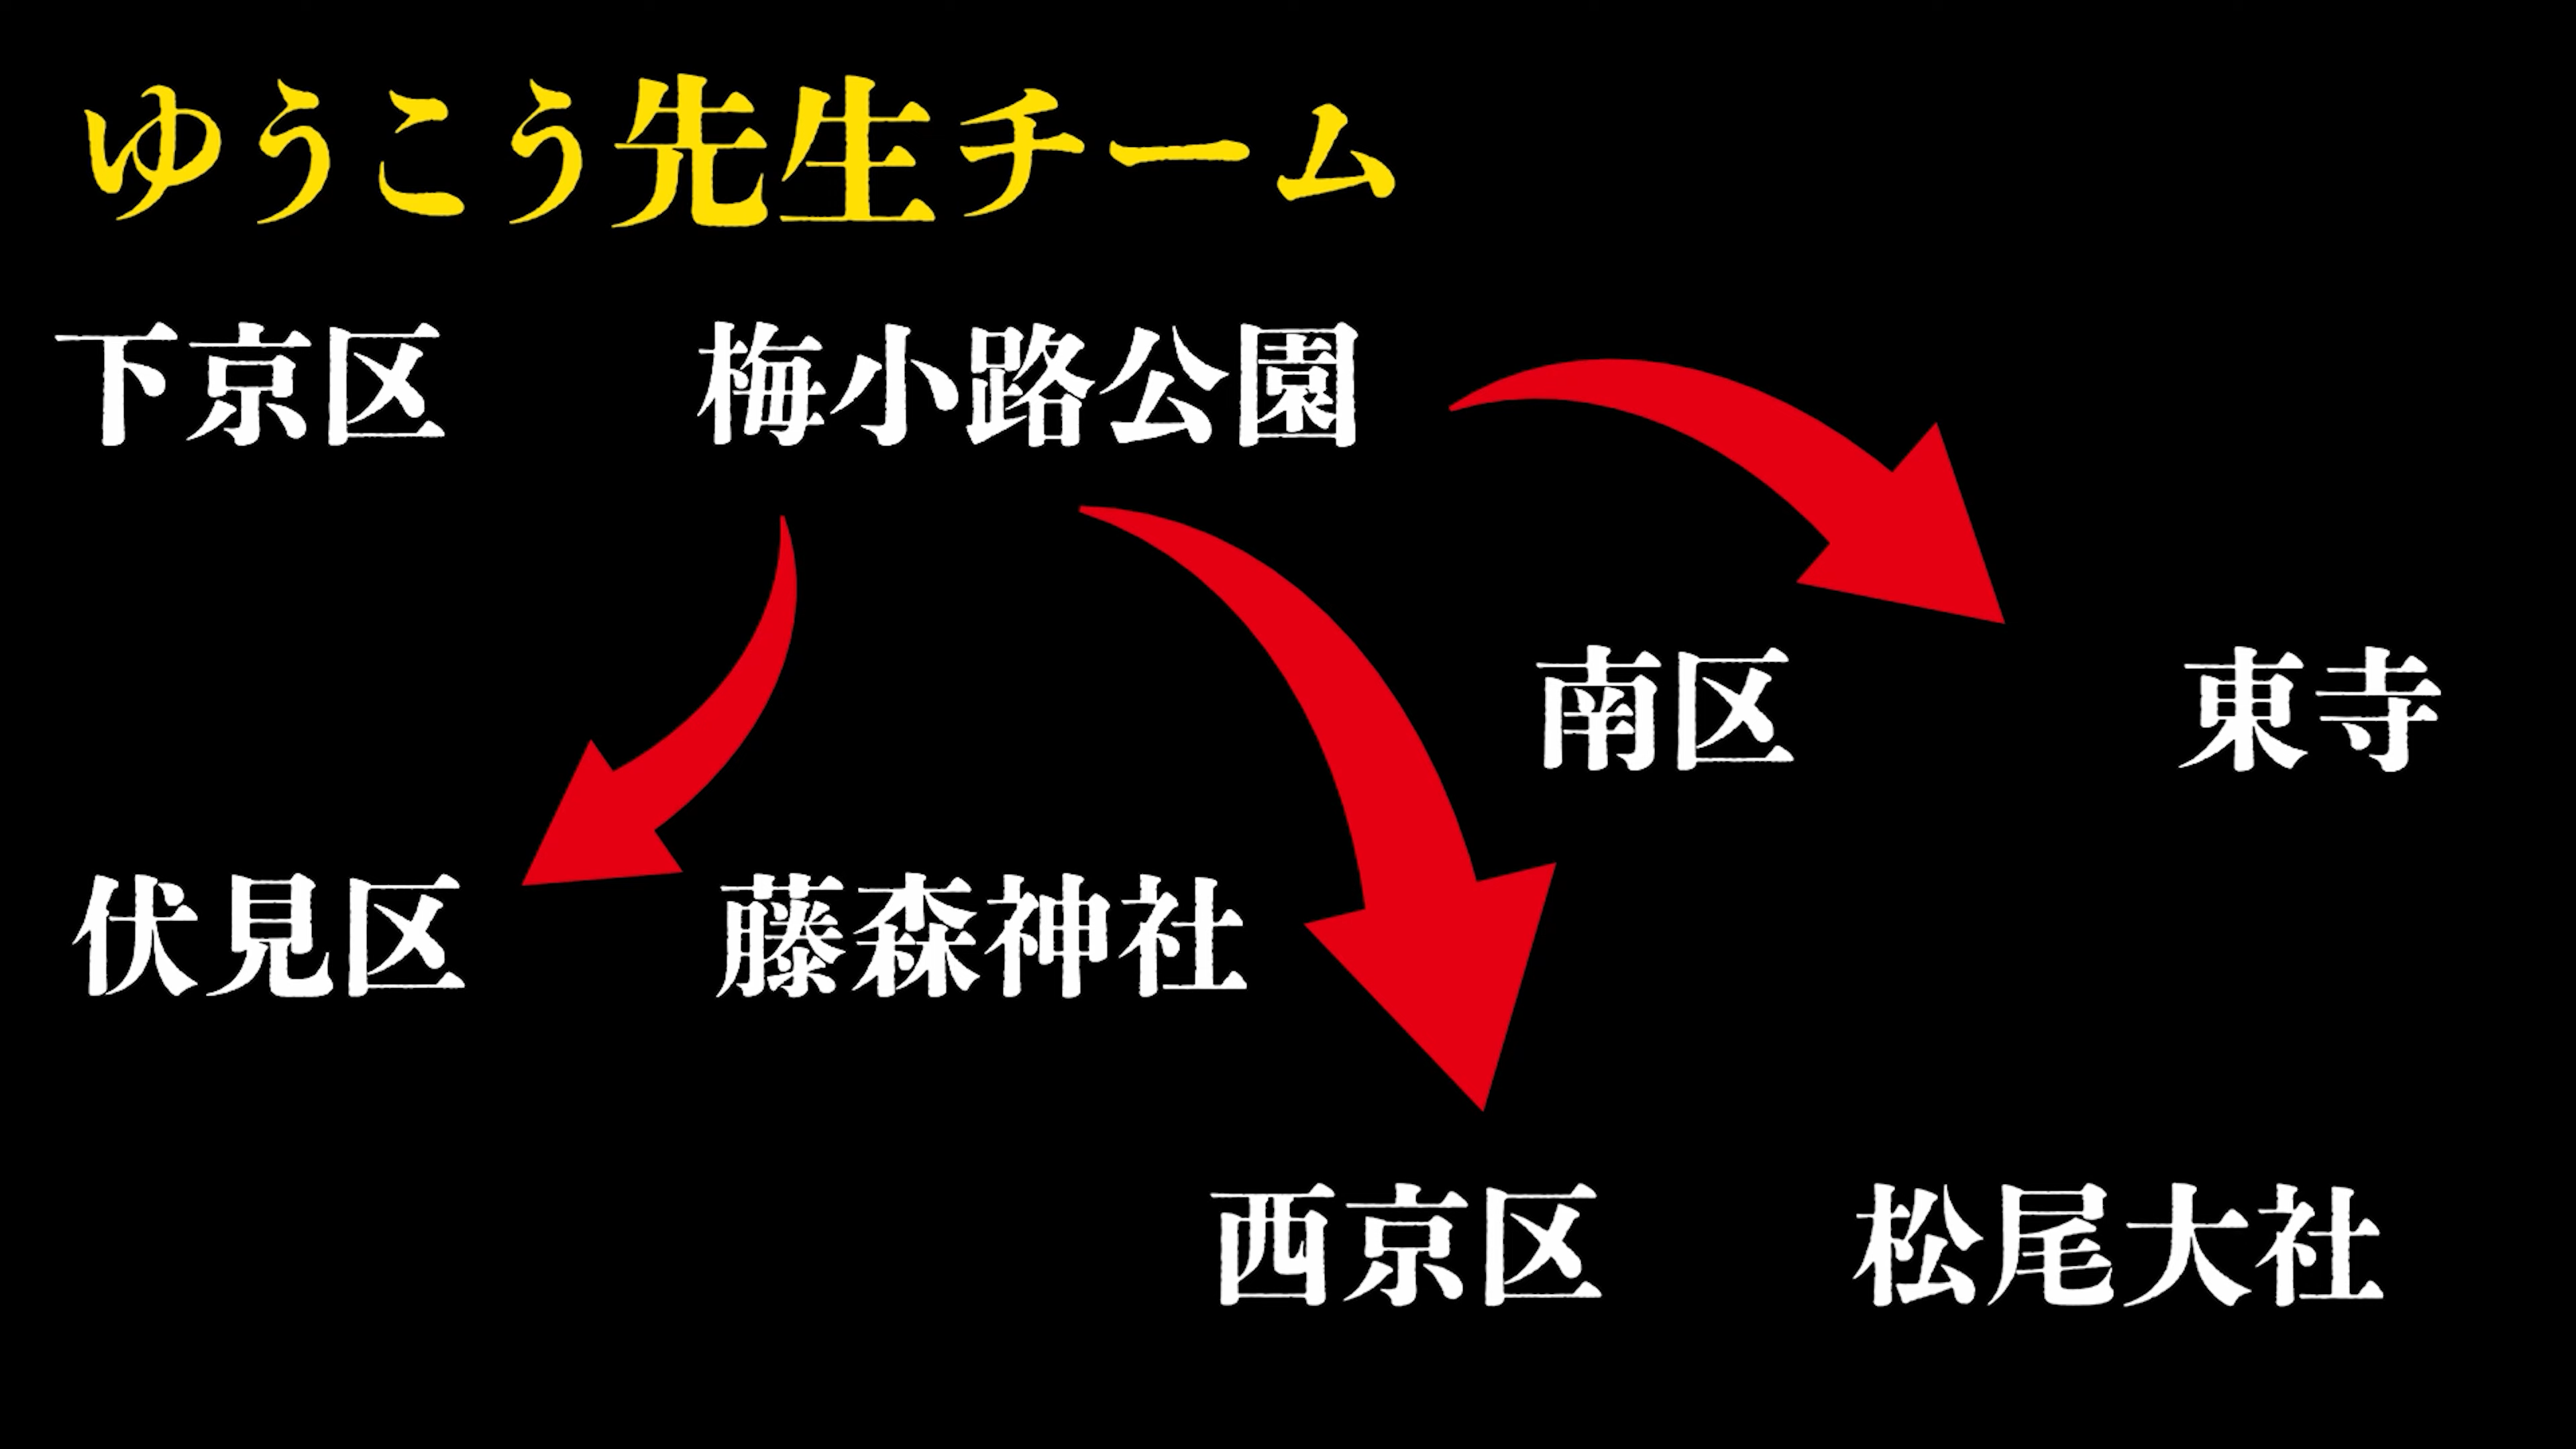 ゆうこう先生チーム
下京区 梅小路公園
南区 東寺
伏見区 藤森神社
西京区 松尾大社